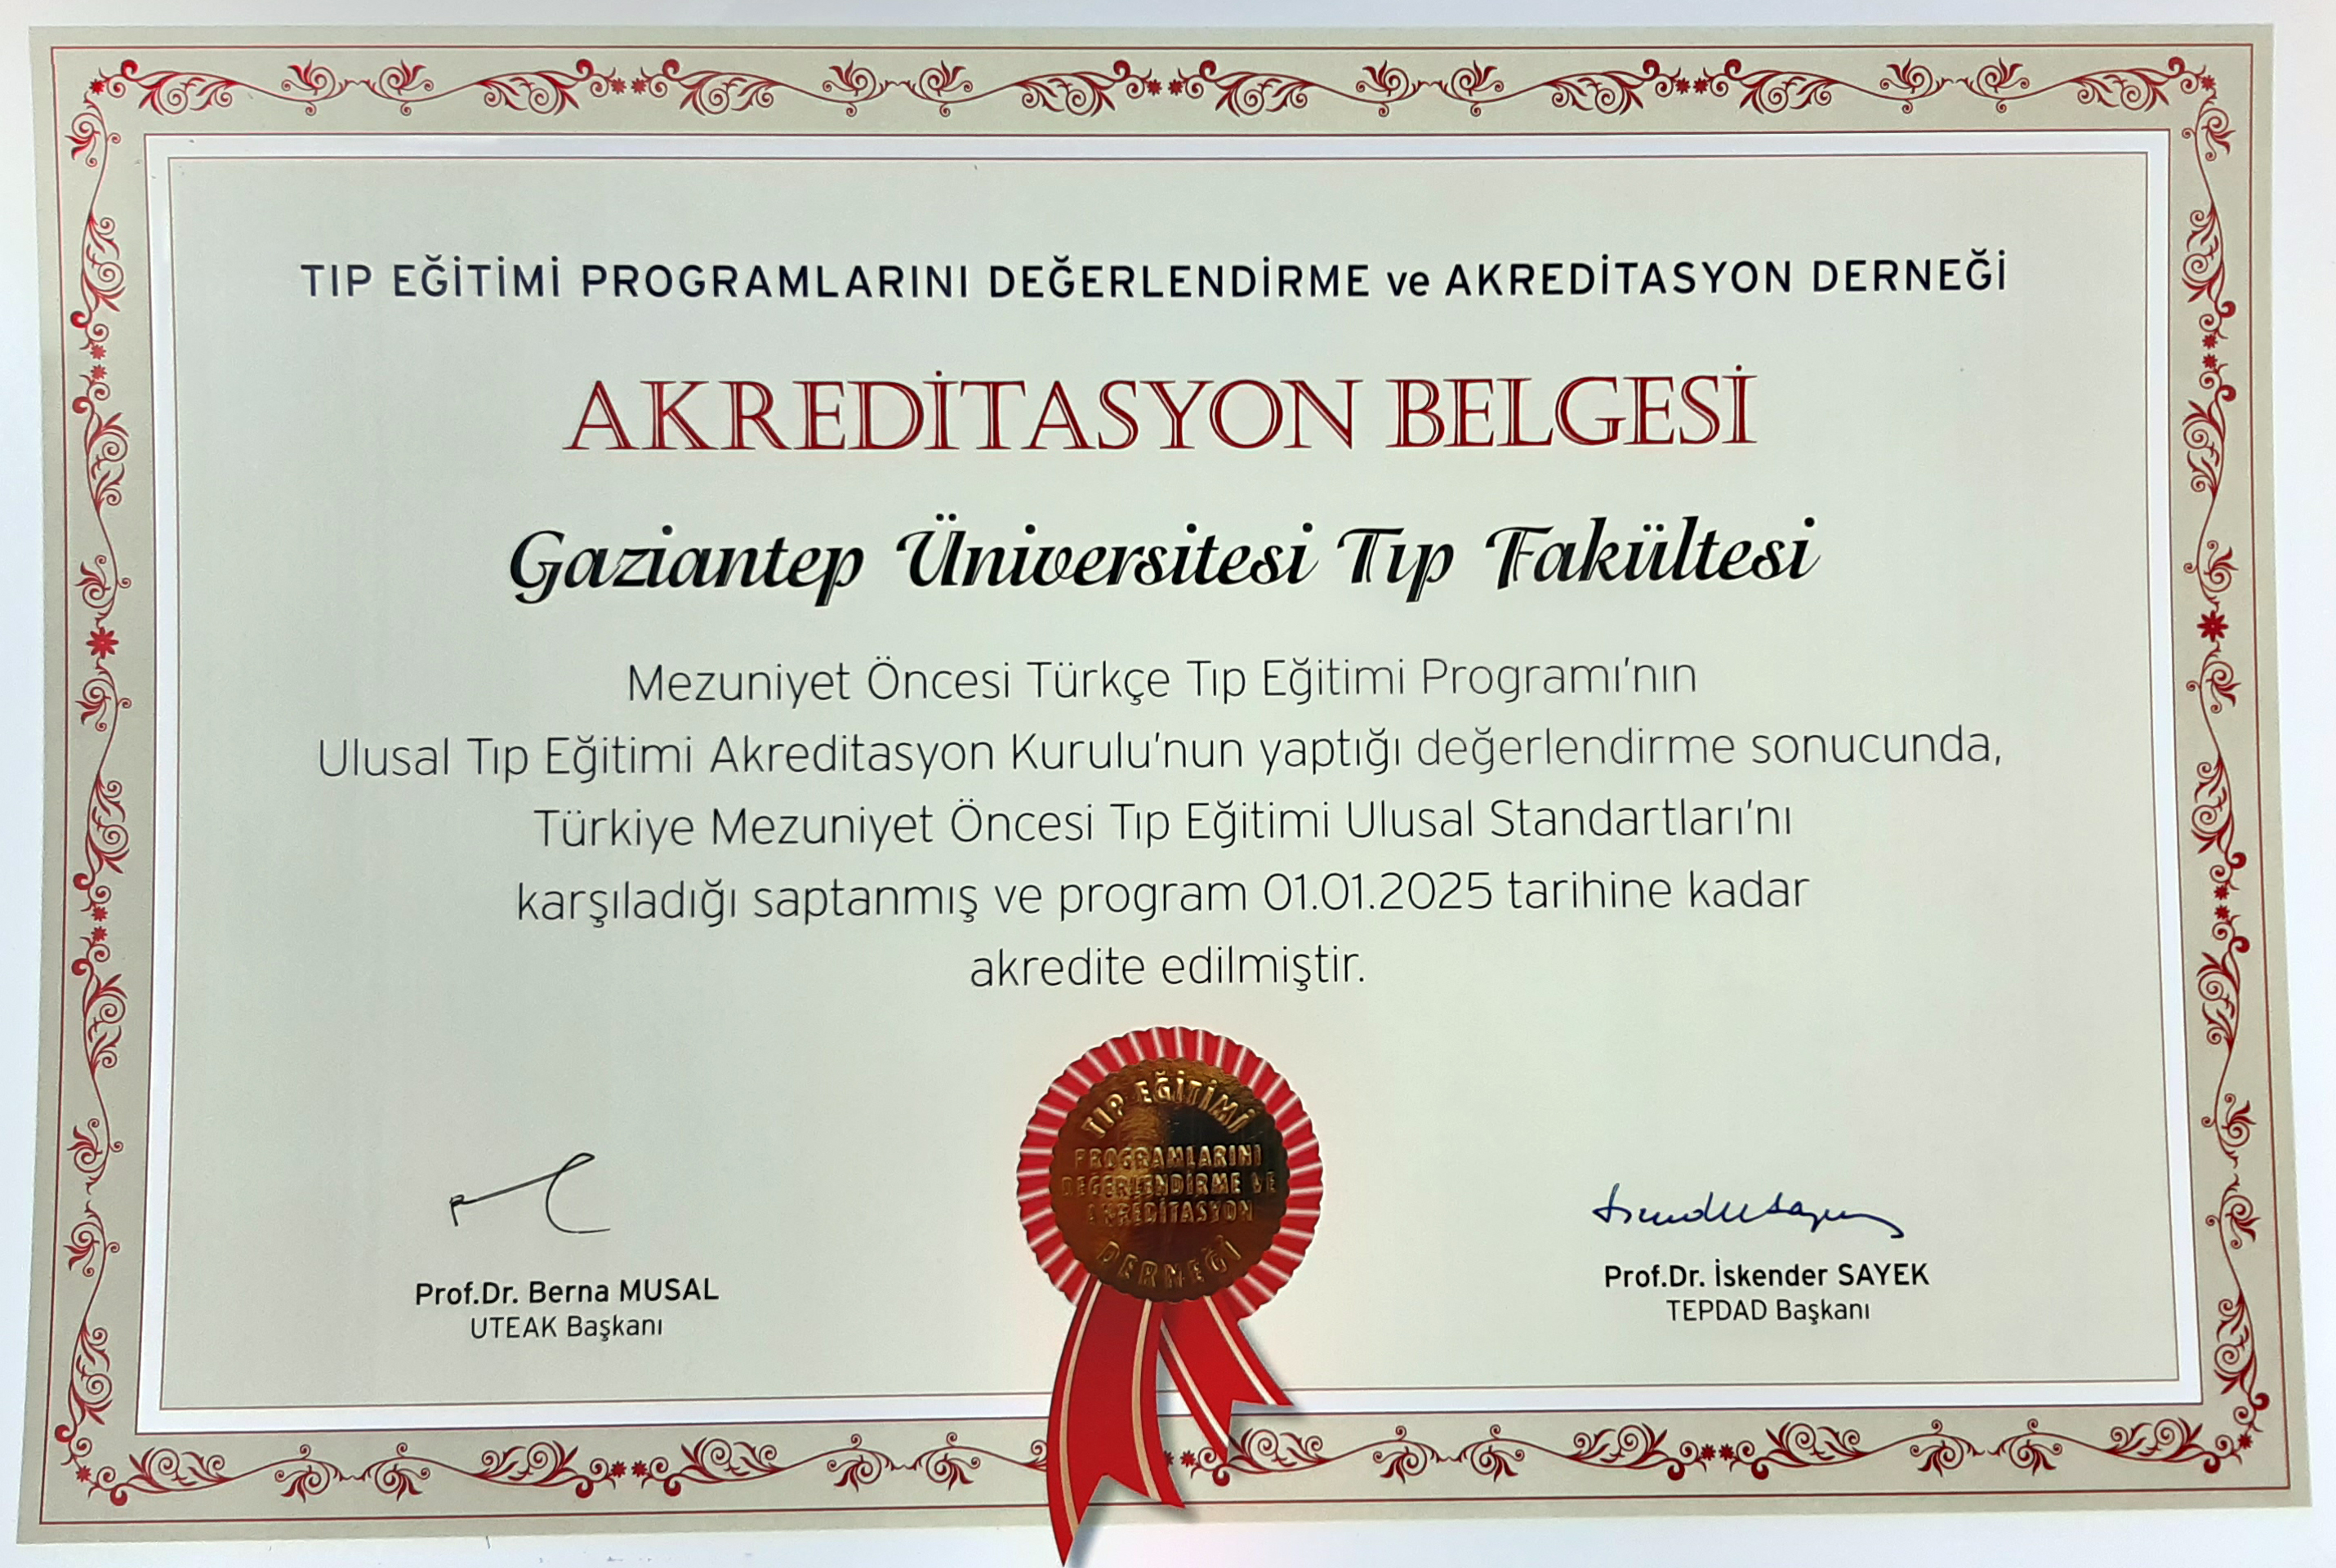 TIP EĞİTİMİ PROGRAMLARINI DEĞERLENDİRME ve AKREDİTASYON DERNEĞİ
AKREDİTASYON BELGESİ
Gaziantep Üniversitesi Tıp Fakültesi
Mezuniyet Öncesi Türkçe Tıp Eğitimi Programı'nın
Ulusal Tıp Eğitimi Akreditasyon Kurulu'nun yaptığı değerlendirme sonucunda,
Türkiye Mezuniyet Öncesi Tıp Eğitimi Ulusal Standartları'nı
karşıladığı saptanmış ve program 01.01.2025 tarihine kadar
akredite edilmiştir.
TIP EĞİTİMİ
PROGRAMLARINI
DEĞERLENDİRME VE
AKREDİTASYON
DERNEĞİ
Prof.Dr. Berna MUSAL
UTEAK Başkanı
Prof.Dr. İskender SAYEK
TEPDAD Başkanı